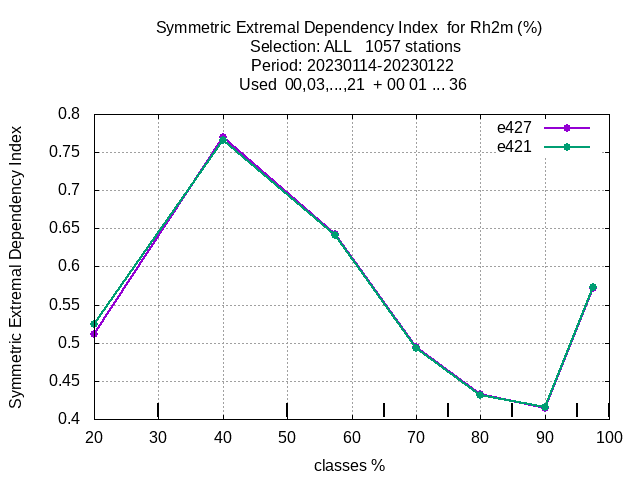 Symmetric Extremal Dependency Index  for Rh2m (%)
Selection: ALL   1057 stations
Period: 20230114-20230122
Used  00,03,...,21  + 00 01 ... 36
Symmetric Extremal Dependency Index
0.8
0.75
0.7
0.65
0.6
0.55
0.5
0.45
0.4
e427
e421
20 30 40 50 60 70 80 90 100
classes %